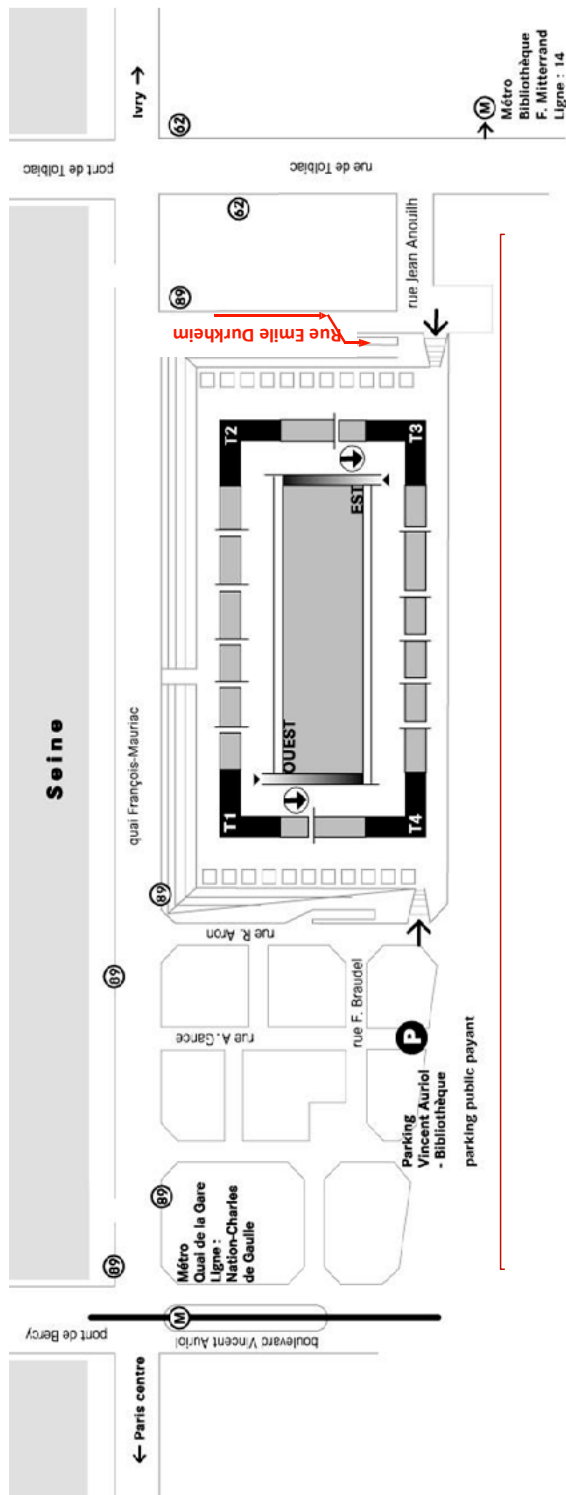 Seine
pont de Bercy
pont de Tolbiac
← Paris centre
Ivry →
quai François-Mauriac
boulevard Vincent Auriol
M
Métro
Quai de la Gare
Ligne :
Nation-Charles
de Gaulle
89
89
89
89
89
62
62
rue A. Gance
rue R. Aron
rue F. Braudel
P
Parking
Vincent Auriol
- Bibliothèque
parking public payant
T1
T2
T3
T4
OUEST
EST
Rue Emile Durkheim
rue Jean Anouilh
rue de Tolbiac
M
Métro
Bibliothèque
F. Mitterrand
Ligne : 14